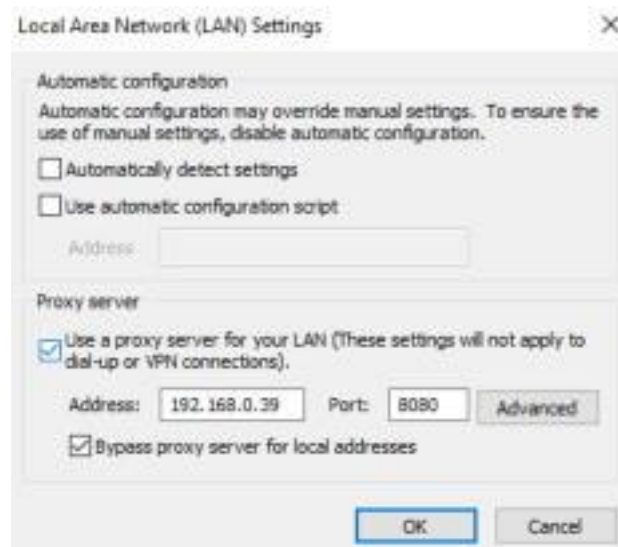 Local Area Network (LAN) Settings
Automatic configuration
Automatic configuration may override manual settings. To ensure the
use of manual settings, disable automatic configuration.
Automatically detect settings
Use automatic configuration script
Address
Proxy server
Use a proxy server for your LAN (These settings will not apply to
dial-up or VPN connections).
Address: 192.168.0.39 Port: 8080 Advanced
Bypass proxy server for local addresses
OK Cancel